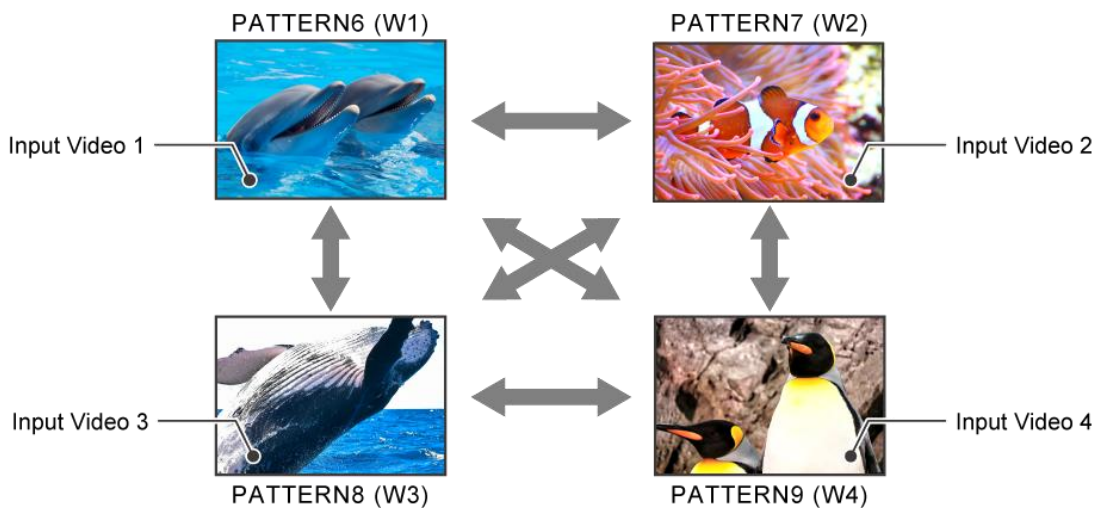 PATTERN6 (W1)
PATTERN7 (W2)
Input Video 1
Input Video 2
Input Video 3
Input Video 4
PATTERN8 (W3)
PATTERN9 (W4)